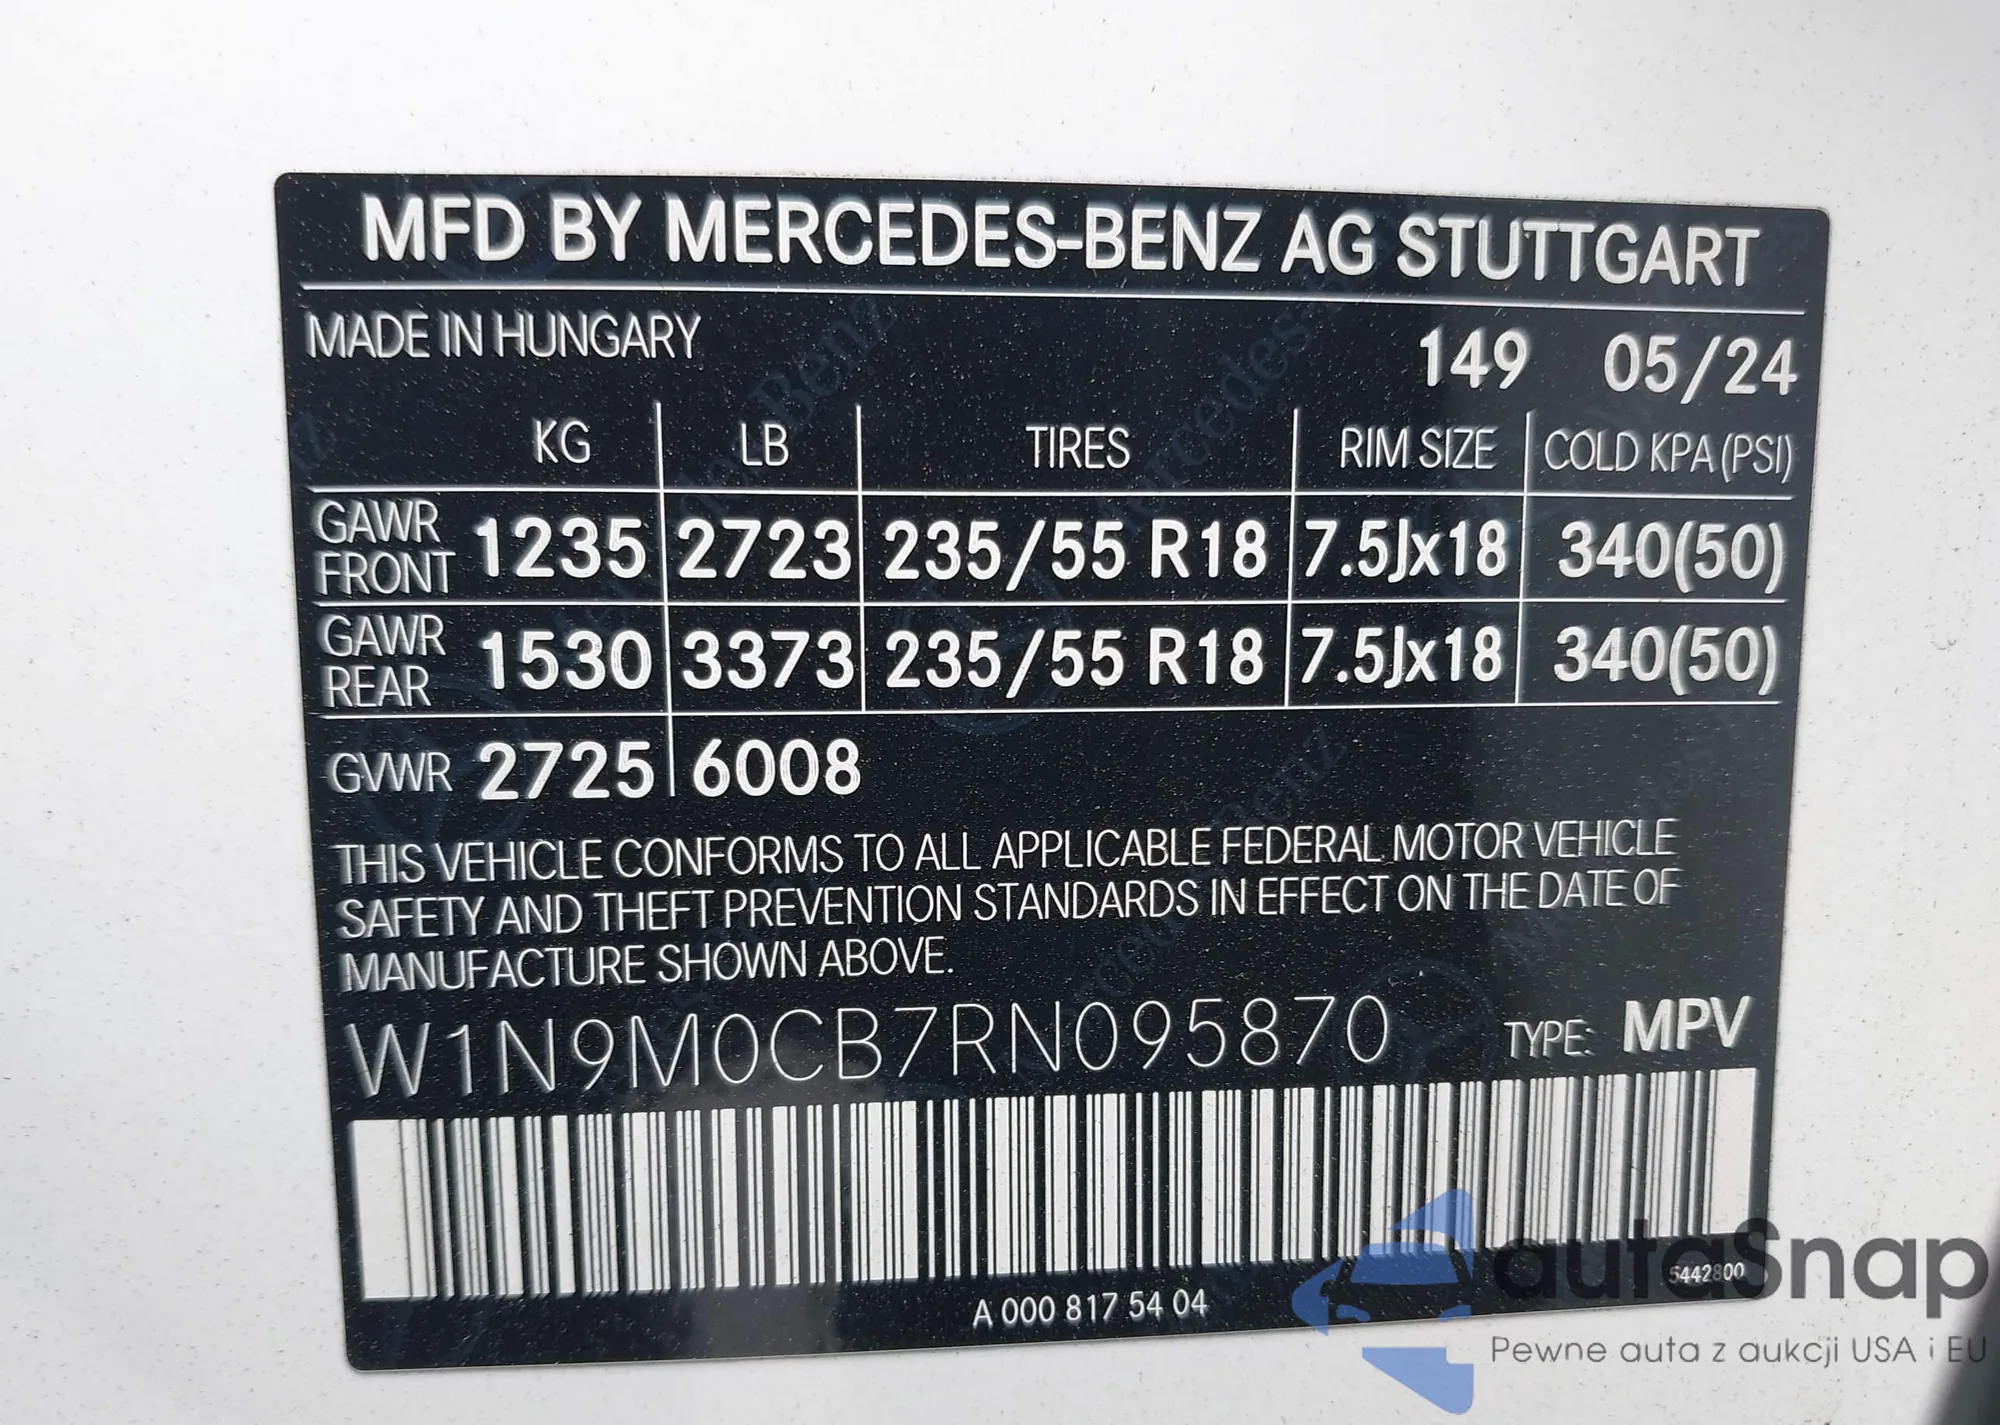 MFD BY MERCEDES-BENZ AG STUTTGART
MADE IN HUNGARY 149 05/24
KG LB TIRES RIM SIZE COLD KPA (PSI)
GAWR FRONT 1235 2723 235/55 R18 7.5Jx18 340(50)
GAWR REAR 1530 3373 235/55 R18 7.5Jx18 340(50)
GVWR 2725 6008
THIS VEHICLE CONFORMS TO ALL APPLICABLE FEDERAL MOTOR VEHICLE
SAFETY AND THEFT PREVENTION STANDARDS IN EFFECT ON THE DATE OF
MANUFACTURE SHOWN ABOVE.
W1N9M0CB7RN095870 TYPE: MPV
5442800
A 000 817 54 04
autaSnap
Pewne auta z aukcji USA i EU